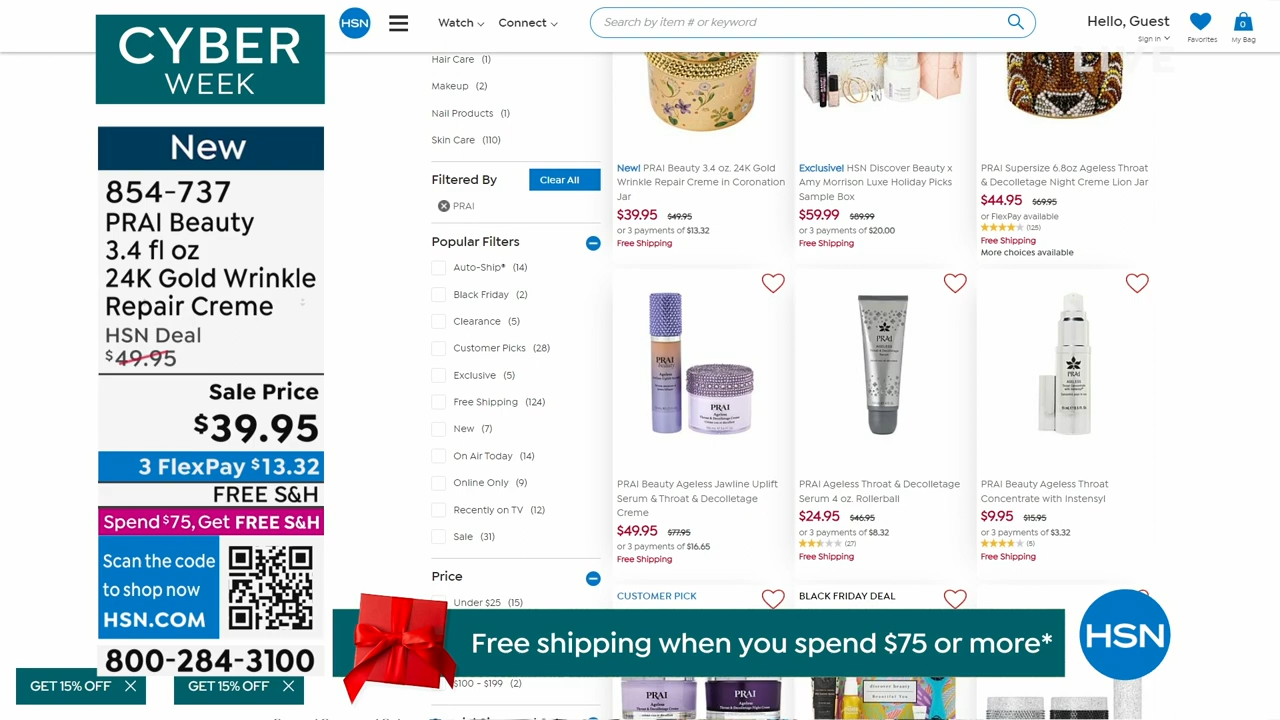 CYBER
WEEK
New
854-737
PRAI Beauty
3.4 fl oz
24K Gold Wrinkle
Repair Creme
HSN Deal
$49.95
Sale Price
$39.95
3 FlexPay $13.32
FREE S&H
Spend $75, Get FREE S&H
Scan the code
to shop now
HSN.COM
800-284-3100
GET 15% OFF
GET 15% OFF
HSN
Watch
Connect
Search by item # or keyword
Hello, Guest
Sign in
Favorites
0
My Bag
LIVE
Hair Care (1)
Makeup (2)
Nail Products (1)
Skin Care (110)
Filtered By
Clear All
PRAI
Popular Filters
Auto-Ship® (14)
Black Friday (2)
Clearance (5)
Customer Picks (28)
Exclusive (5)
Free Shipping (124)
New (7)
On Air Today (14)
Online Only (9)
Recently on TV (12)
Sale (31)
Price
Under $25 (15)
$100 - $199 (2)
New! PRAI Beauty 3.4 oz. 24K Gold
Wrinkle Repair Creme in Coronation
Jar
$39.95 $49.95
or 3 payments of $13.32
Free Shipping
Exclusive! HSN Discover Beauty x
Amy Morrison Luxe Holiday Picks
Sample Box
$59.99 $89.99
or 3 payments of $20.00
Free Shipping
PRAI Supersize 6.8oz Ageless Throat
& Decolletage Night Creme Lion Jar
$44.95 $69.95
or FlexPay available
(125)
Free Shipping
More choices available
PRAI
PRAI
PRAI
PRAI
AGELESS
PRAI Beauty Ageless Jawline Uplift
Serum & Throat & Decolletage
Creme
$49.95 $77.95
or 3 payments of $16.65
Free Shipping
PRAI Ageless Throat & Decolletage
Serum 4 oz. Rollerball
$24.95 $46.95
or 3 payments of $8.32
(27)
Free Shipping
PRAI Beauty Ageless Throat
Concentrate with Instensyl
$9.95 $15.95
or 3 payments of $3.32
(5)
Free Shipping
CUSTOMER PICK
BLACK FRIDAY DEAL
Free shipping when you spend $75 or more*
HSN
PRAI
PRAI